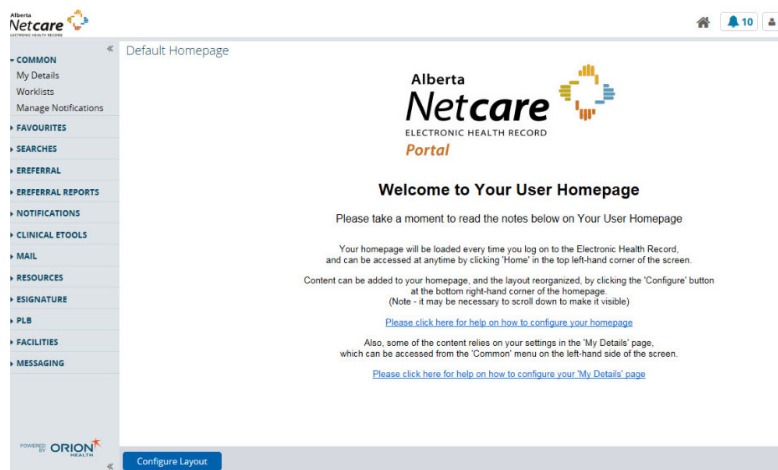 Alberta
Netcare
ELECTRONIC HEALTH RECORD
10
COMMON
My Details
Worklists
Manage Notifications
FAVOURITES
SEARCHES
EREFERRAL
EREFERRAL REPORTS
NOTIFICATIONS
CLINICAL ETOOLS
MAIL
RESOURCES
ESIGNATURE
PLB
FACILITIES
MESSAGING
POWERED BY ORION HEALTH
Default Homepage
Alberta
Netcare
ELECTRONIC HEALTH RECORD
Portal
Welcome to Your User Homepage
Please take a moment to read the notes below on Your User Homepage
Your homepage will be loaded every time you log on to the Electronic Health Record,
and can be accessed at anytime by clicking 'Home' in the top left-hand corner of the screen.
Content can be added to your homepage, and the layout reorganized, by clicking the 'Configure' button
at the bottom right-hand corner of the homepage.
(Note - it may be necessary to scroll down to make it visible)
Please click here for help on how to configure your homepage
Also, some of the content relies on your settings in the 'My Details' page,
which can be accessed from the 'Common' menu on the left-hand side of the screen.
Please click here for help on how to configure your 'My Details' page
Configure Layout